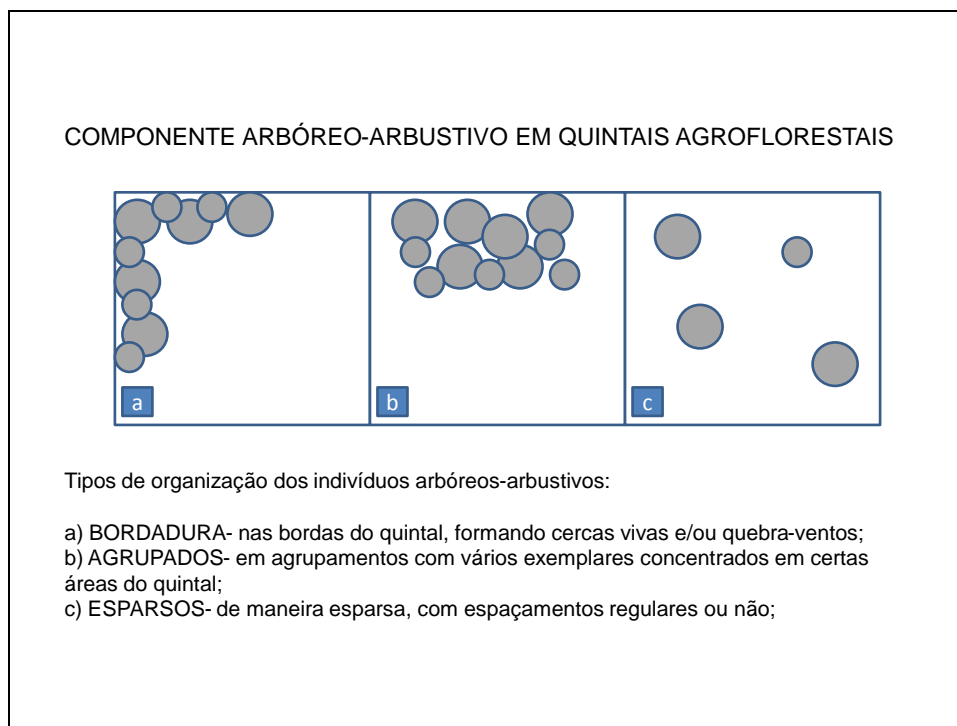 COMPONENTE ARBÓREO-ARBUSTIVO EM QUINTAIS AGROFLORESTAIS
a
b
c
Tipos de organização dos indivíduos arbóreos-arbustivos:
a) BORDADURA- nas bordas do quintal, formando cercas vivas e/ou quebra-ventos;
b) AGRUPADOS- em agrupamentos com vários exemplares concentrados em certas
áreas do quintal;
c) ESPARSOS- de maneira esparsa, com espaçamentos regulares ou não;